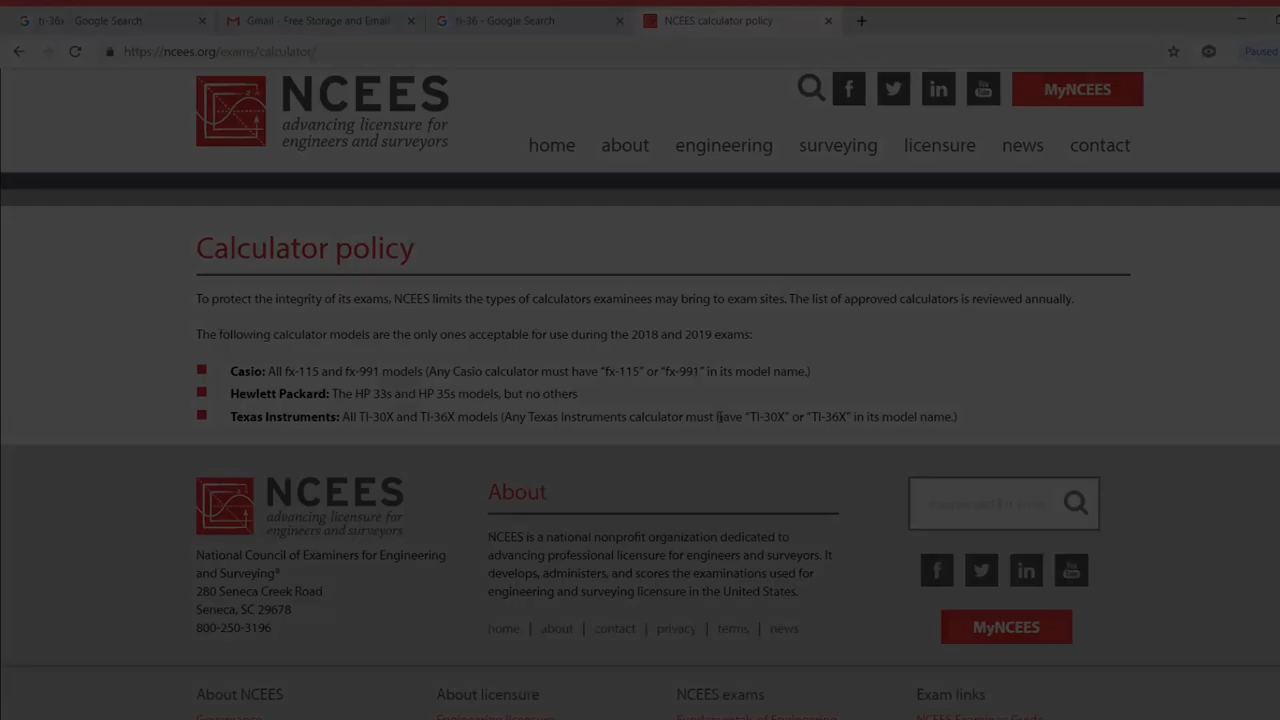 ti-36x - Google Search
Gmail - Free Storage and Email
ti-36 - Google Search
NCEES calculator policy
https://ncees.org/exams/calculator/
Paused
NCEES
advancing licensure for
engineers and surveyors
MyNCEES
home about engineering surveying licensure news contact
Calculator policy
To protect the integrity of its exams, NCEES limits the types of calculators examinees may bring to exam sites. The list of approved calculators is reviewed annually.
The following calculator models are the only ones acceptable for use during the 2018 and 2019 exams:
Casio: All fx-115 and fx-991 models (Any Casio calculator must have “fx-115” or “fx-991” in its model name.)
Hewlett Packard: The HP 33s and HP 35s models, but no others
Texas Instruments: All TI-30X and TI-36X models (Any Texas Instruments calculator must have “TI-30X” or “TI-36X” in its model name.)
NCEES
advancing licensure for
engineers and surveyors
National Council of Examiners for Engineering
and Surveying®
280 Seneca Creek Road
Seneca, SC 29678
800-250-3196
About
NCEES is a national nonprofit organization dedicated to
advancing professional licensure for engineers and surveyors. It
develops, administers, and scores the examinations used for
engineering and surveying licensure in the United States.
home | about | contact | privacy | terms | news
MyNCEES
About NCEES
About licensure
NCEES exams
Exam links